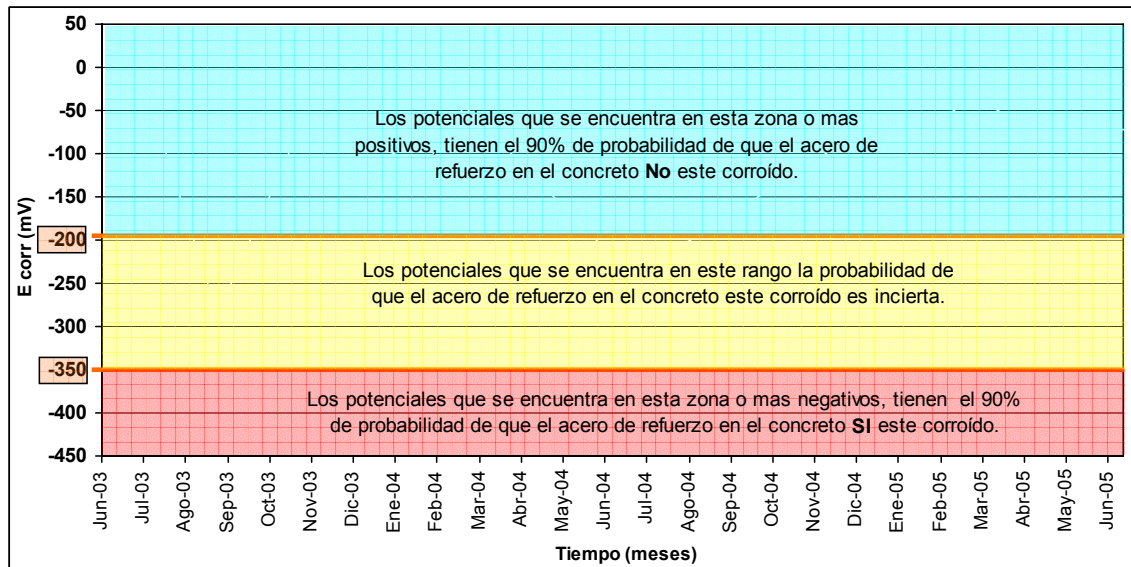 50
0
-50
-100
-150
-200
-250
-300
-350
-400
-450
E corr (mV)
Los potenciales que se encuentra en esta zona o mas
positivos, tienen el 90% de probabilidad de que el acero de
refuerzo en el concreto No este corroído.
Los potenciales que se encuentra en este rango la probabilidad de
que el acero de refuerzo en el concreto este corroído es incierta.
Los potenciales que se encuentra en esta zona o mas negativos, tienen el 90%
de probabilidad de que el acero de refuerzo en el concreto SI este corroído.
Jun-03
Jul-03
Ago-03
Sep-03
Oct-03
Nov-03
Dic-03
Ene-04
Feb-04
Mar-04
Abr-04
May-04
Jun-04
Jul-04
Ago-04
Sep-04
Oct-04
Nov-04
Dic-04
Ene-05
Feb-05
Mar-05
Abr-05
May-05
Jun-05
Tiempo (meses)